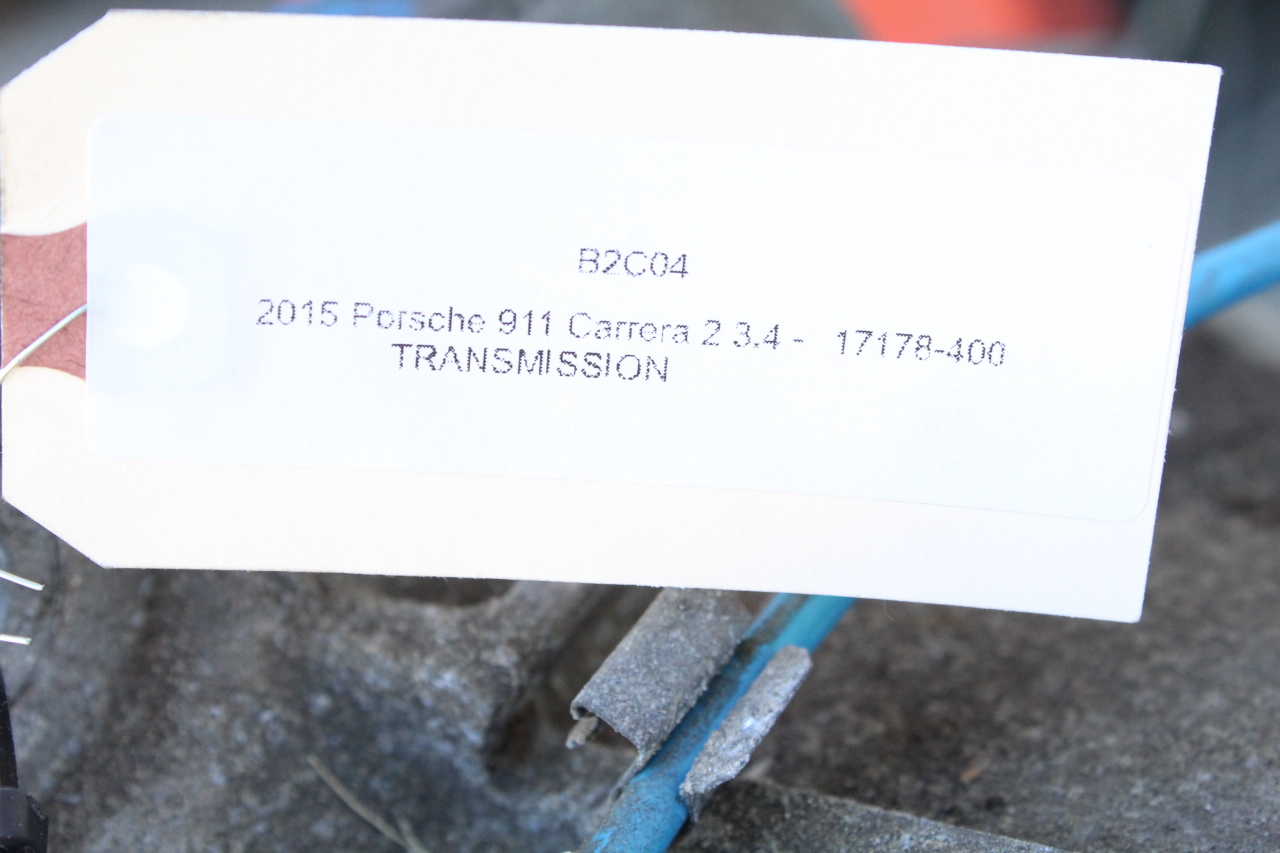 B2C04
2015 Porsche 911 Carrera 2 3.4 - 17178-400
TRANSMISSION